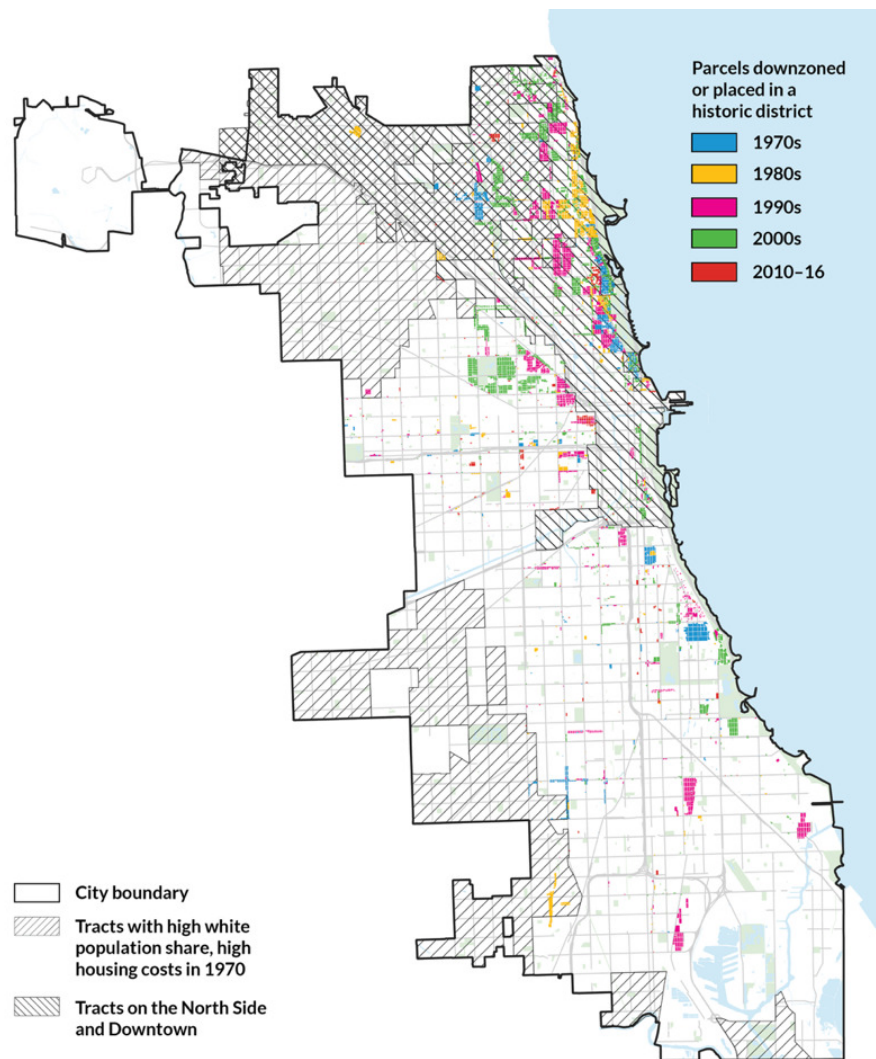 Parcels downzoned
or placed in a
historic district
1970s
1980s
1990s
2000s
2010–16
City boundary
Tracts with high white
population share, high
housing costs in 1970
Tracts on the North Side
and Downtown